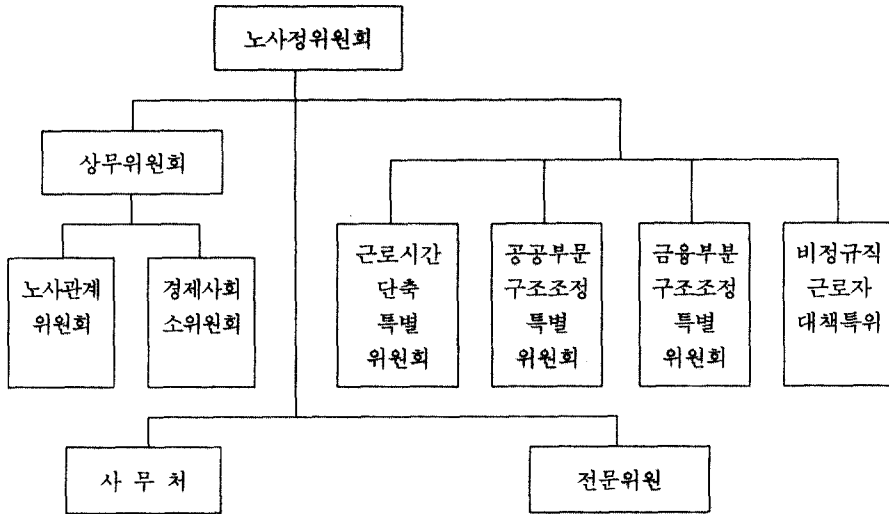 노사정위원회
상무위원회
노사관계
위원회
경제사회
소위원회
근로시간
단축
특별
위원회
공공부문
구조조정
특별
위원회
금융부분
구조조정
특별
위원회
비정규직
근로자
대책특위
사 무 처
전문위원